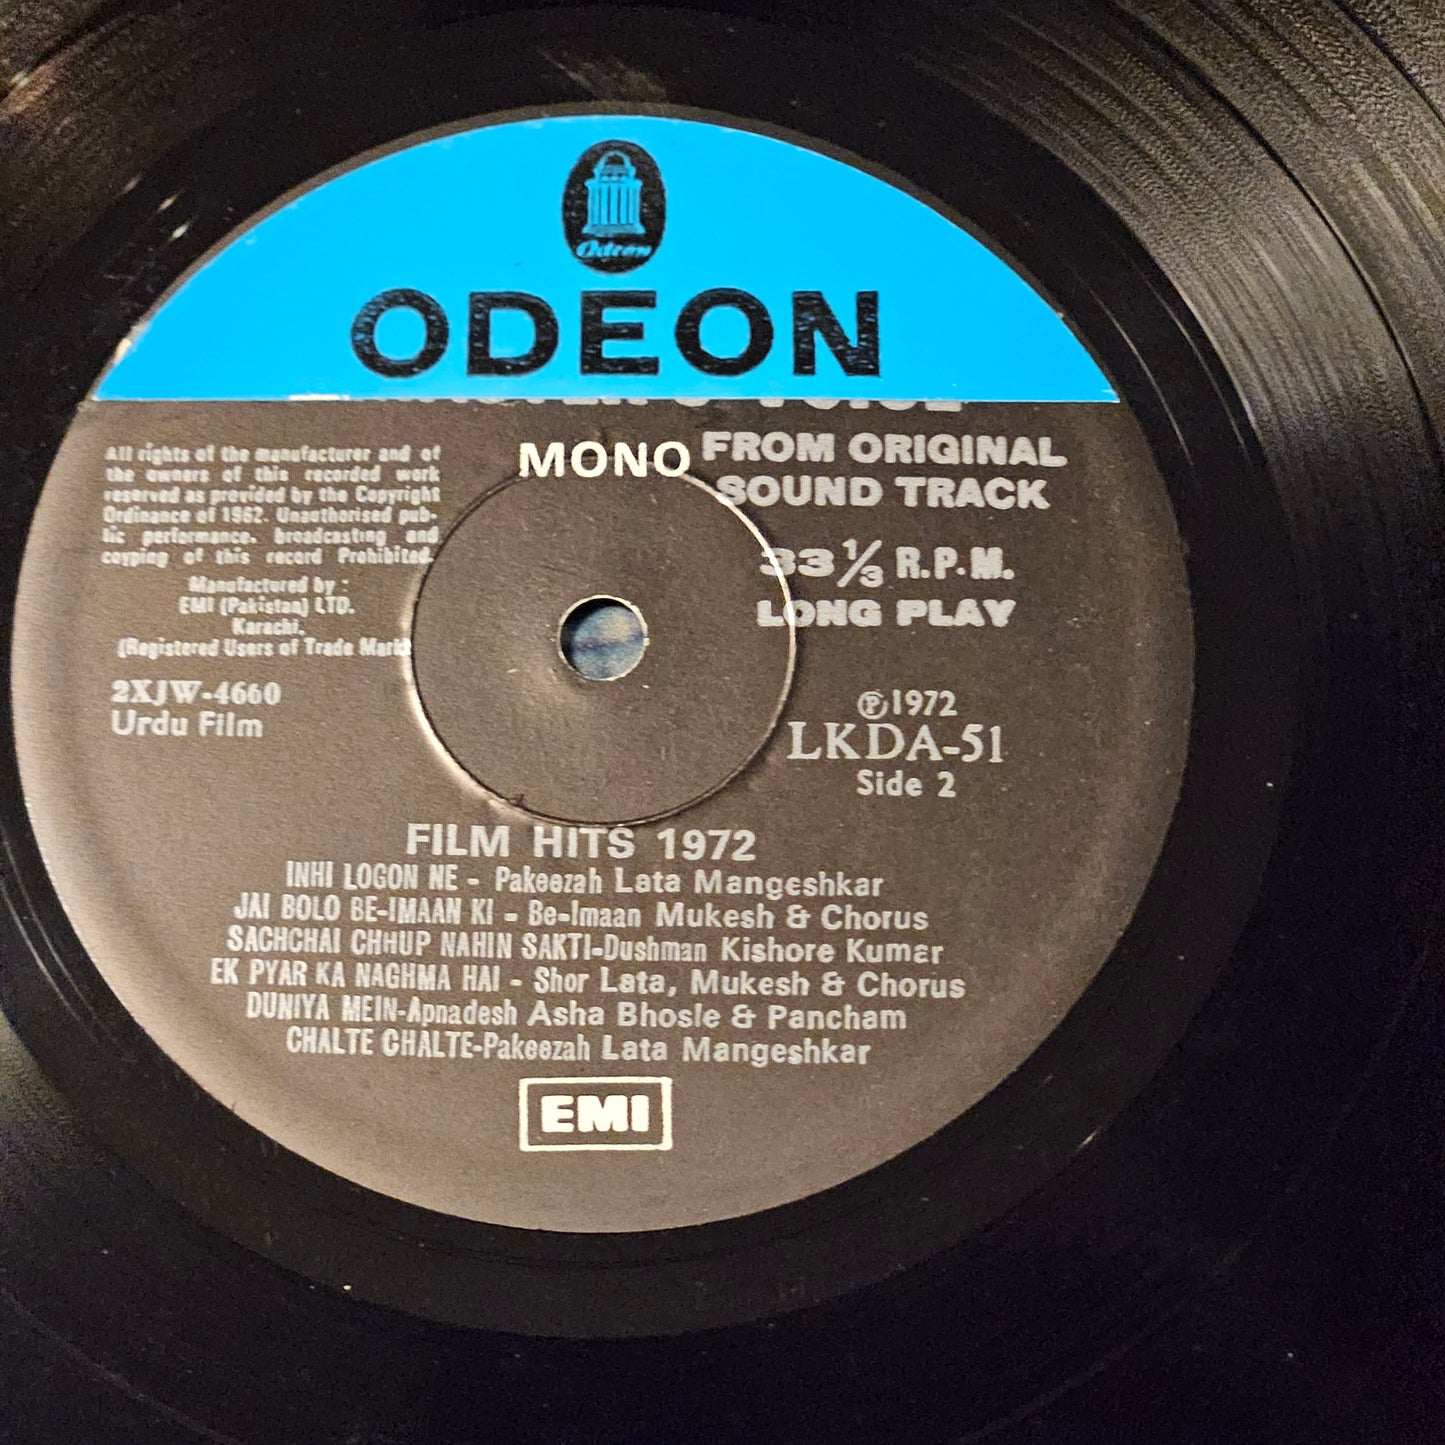 Odeon
ODEON
MASTER'S VOICE
MONO
FROM ORIGINAL
SOUND TRACK
33 1/3 R.P.M.
LONG PLAY
All rights of the manufacturer and of
the owners of this recorded work
reserved as provided by the Copyright
Ordinance of 1962. Unauthorised pub-
lic performance. broadcasting and
coyping of this record Prohibited.
Manufactured by :
EMI (Pakistan) LTD.
Karachi.
(Registered Users of Trade Mark)
2XJW-4660
Urdu Film
℗1972
LKDA-51
Side 2
FILM HITS 1972
INHI LOGON NE - Pakeezah Lata Mangeshkar
JAI BOLO BE-IMAAN KI - Be-Imaan Mukesh & Chorus
SACHCHAI CHHUP NAHIN SAKTI-Dushman Kishore Kumar
EK PYAR KA NAGHMA HAI - Shor Lata, Mukesh & Chorus
DUNIYA MEIN-Apnadesh Asha Bhosle & Pancham
CHALTE CHALTE-Pakeezah Lata Mangeshkar
EMI